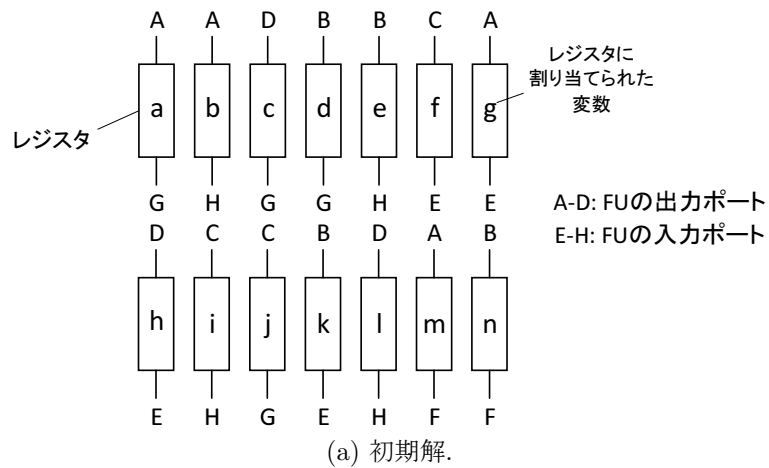 A A D B B C A
レジスタに
割り当てられた
変数
a b c d e f g
レジスタ
G H G G H E E
A-D: FUの出力ポート
D C C B D A B
E-H: FUの入力ポート
h i j k l m n
E H G E H F F
(a) 初期解.